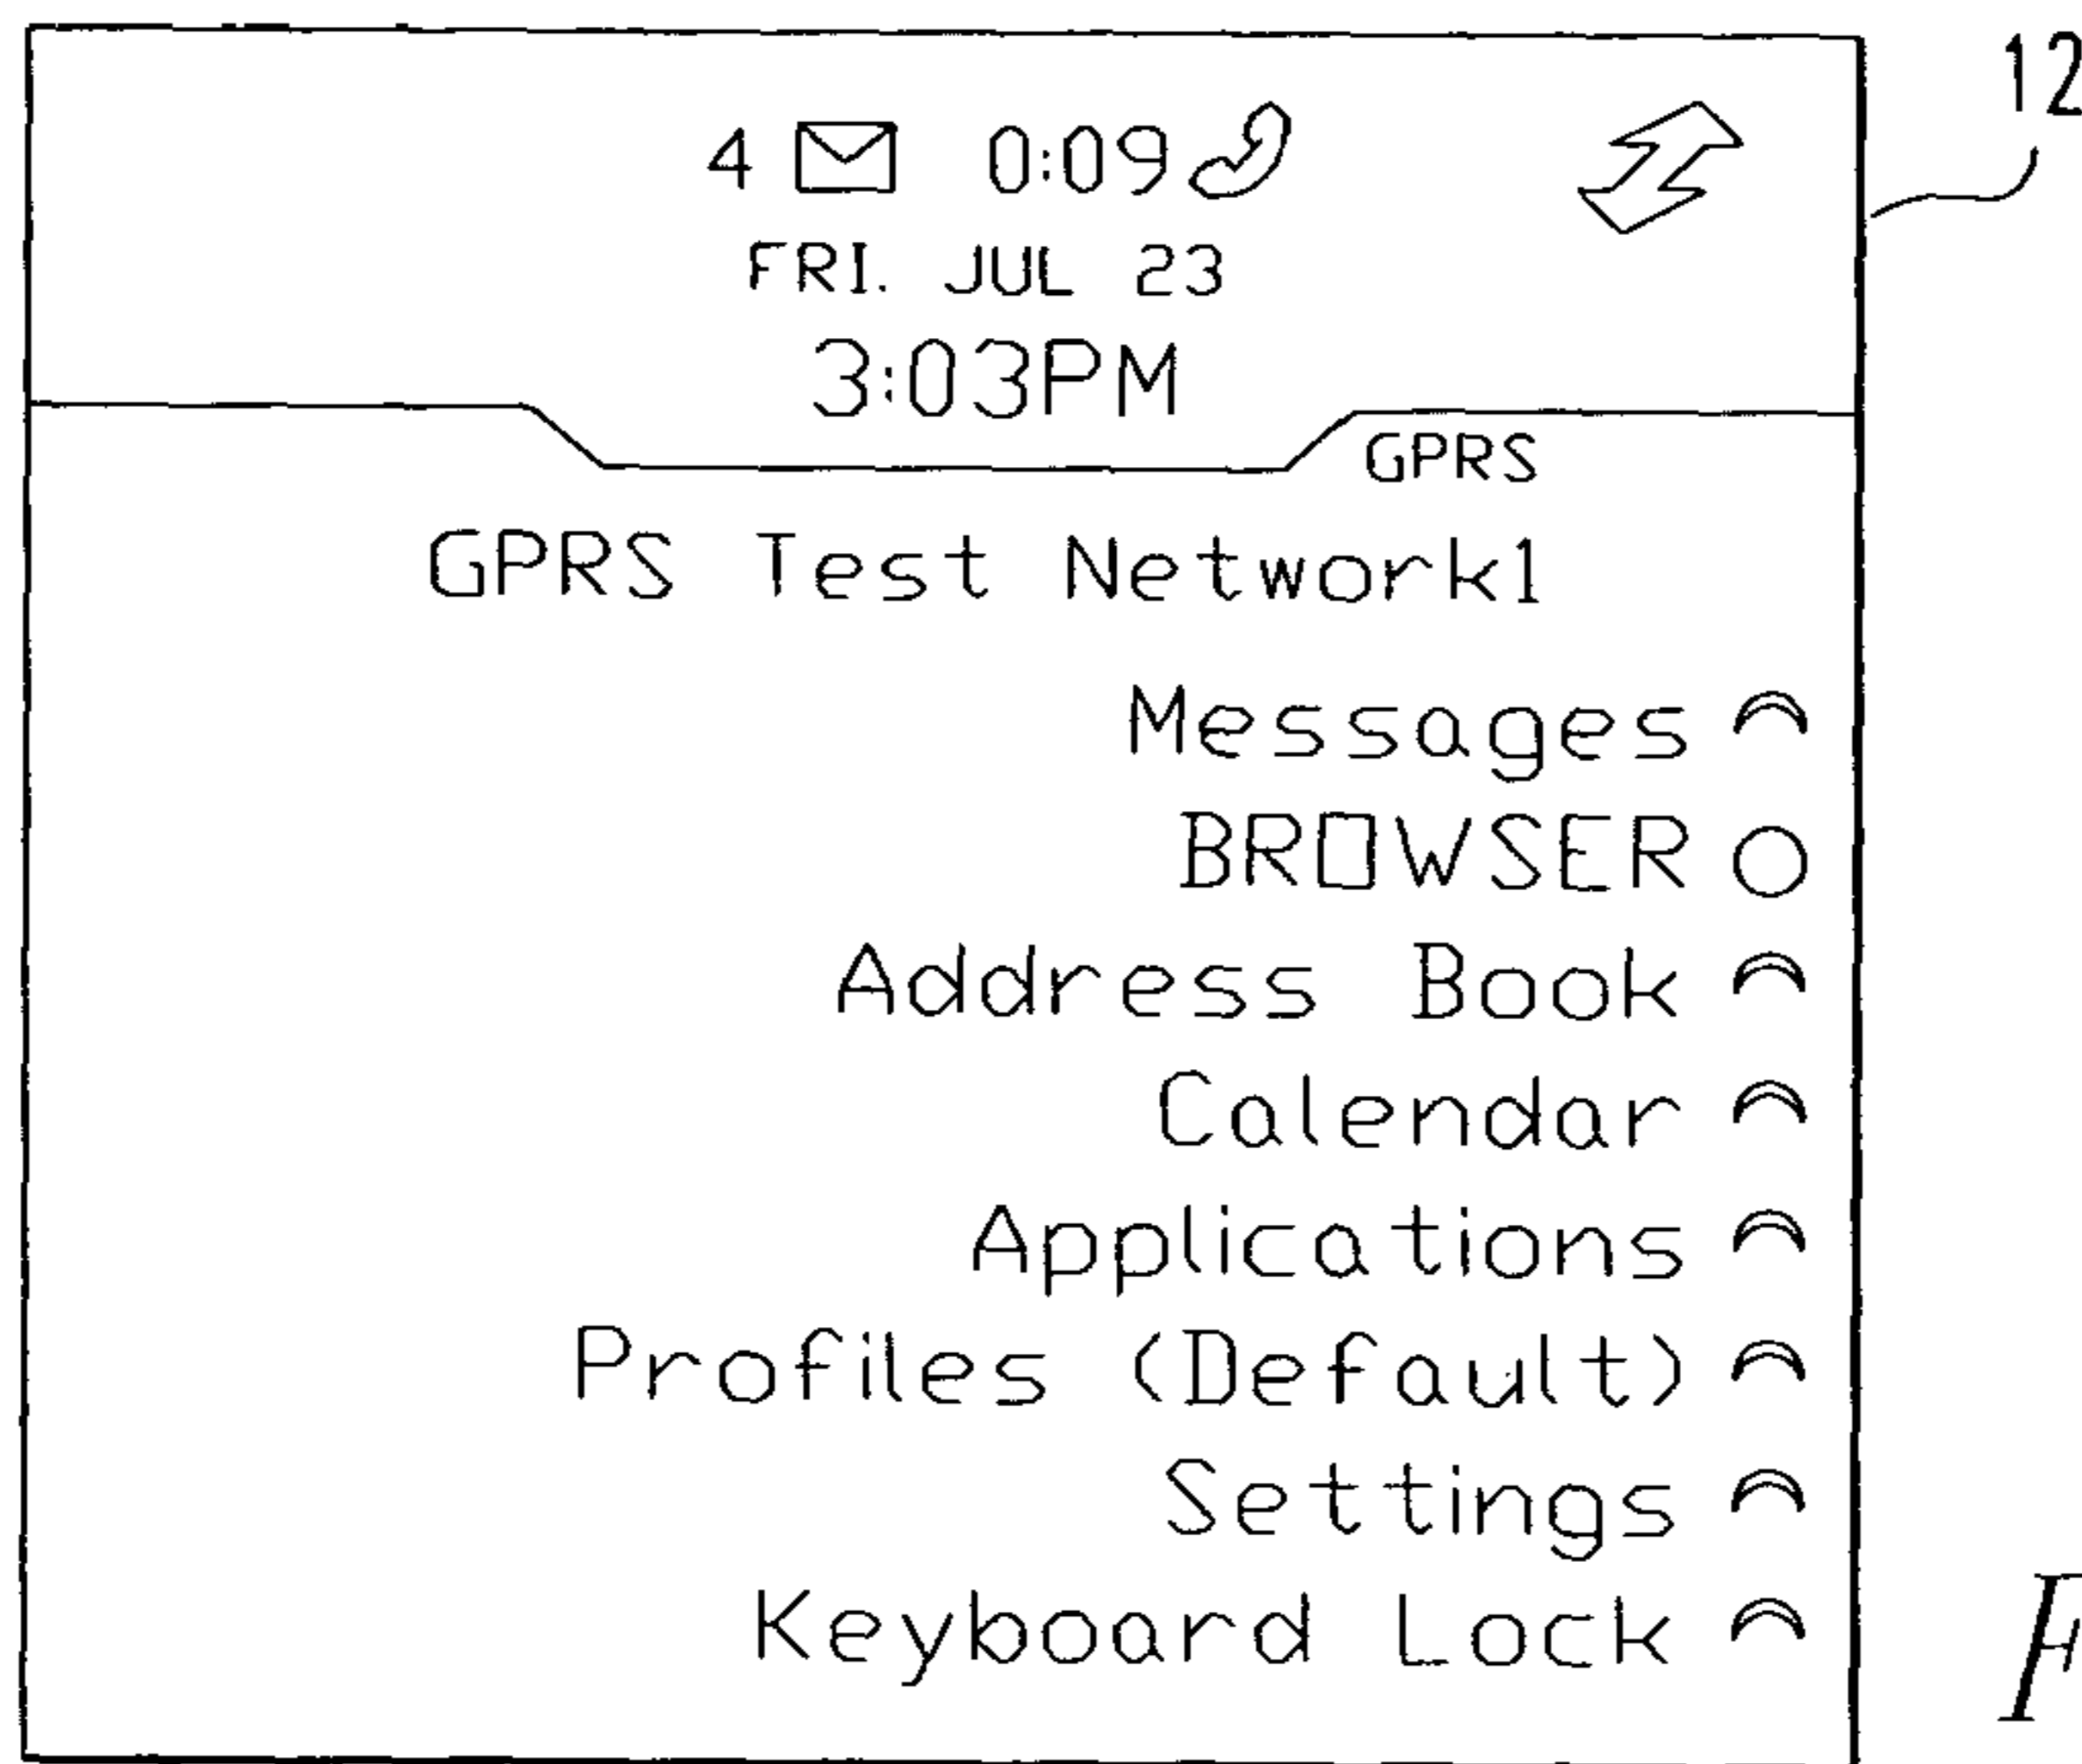 12
4 0:09
FRI. JUL 23
3:03PM
GPRS
GPRS Test Network1
Messages
BROWSER
Address Book
Calendar
Applications
Profiles (Default)
Settings
Keyboard Lock
F